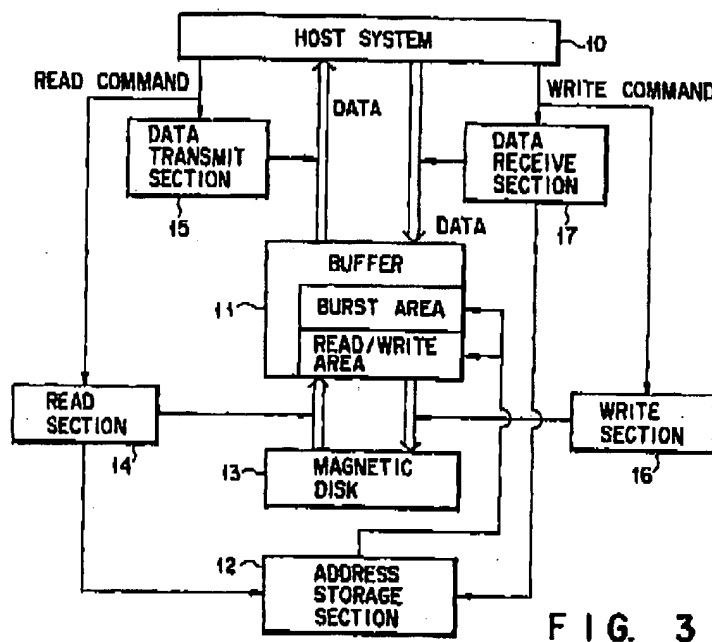 HOST SYSTEM
10
READ COMMAND
WRITE COMMAND
DATA
DATA
TRANSMIT
SECTION
15
DATA
RECEIVE
SECTION
17
DATA
BUFFER
11
BURST AREA
READ/WRITE
AREA
READ
SECTION
14
WRITE
SECTION
16
13
MAGNETIC
DISK
12
ADDRESS
STORAGE
SECTION
FIG. 3